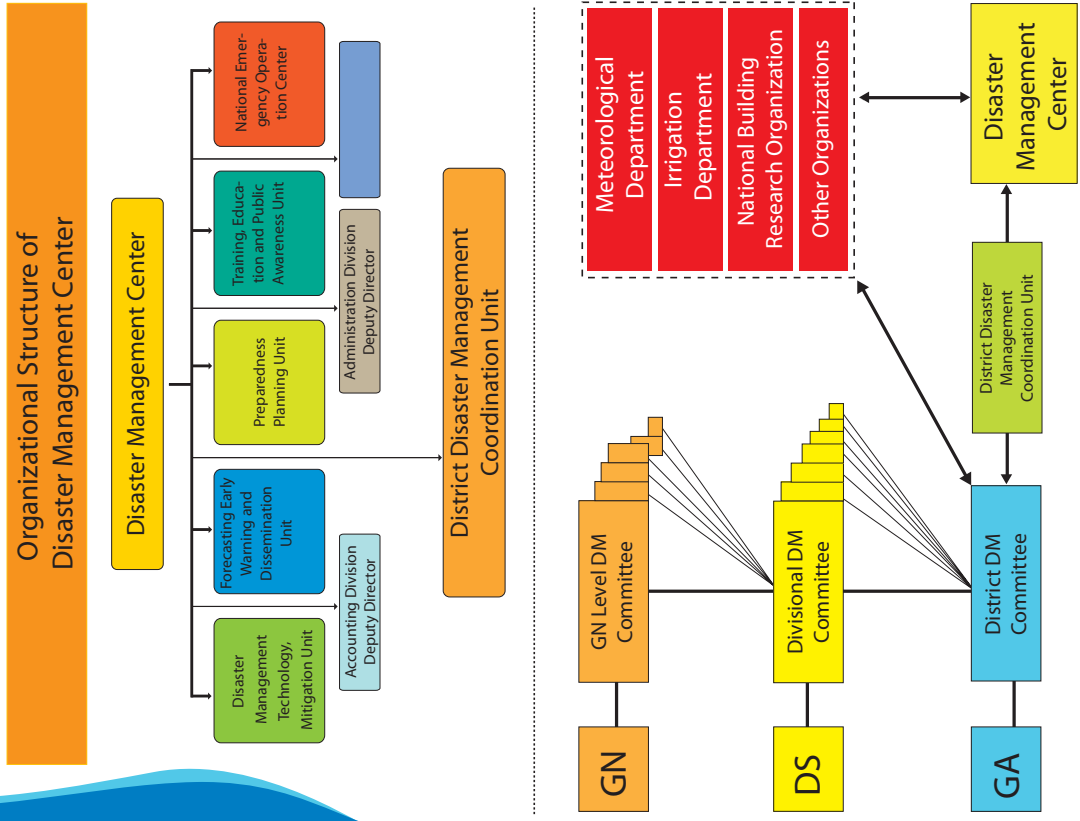 Organizational Structure of
Disaster Management Center
Disaster Management Center
Disaster
Management
Technology,
Mitigation Unit
Forecasting Early
Warning and
Dissemination
Unit
Preparedness
Planning Unit
Training, Educa-
tion and Public
Awareness Unit
National Emer-
gency Opera-
tion Center
Accounting Division
Deputy Director
Administration Division
Deputy Director
District Disaster Management
Coordination Unit
GN
GN Level DM
Committee
DS
Divisional DM
Committee
GA
District DM
Committee
Meteorological
Department
Irrigation
Department
National Building
Research Organization
Other Organizations
District Disaster
Management
Coordination Unit
Disaster
Management
Center